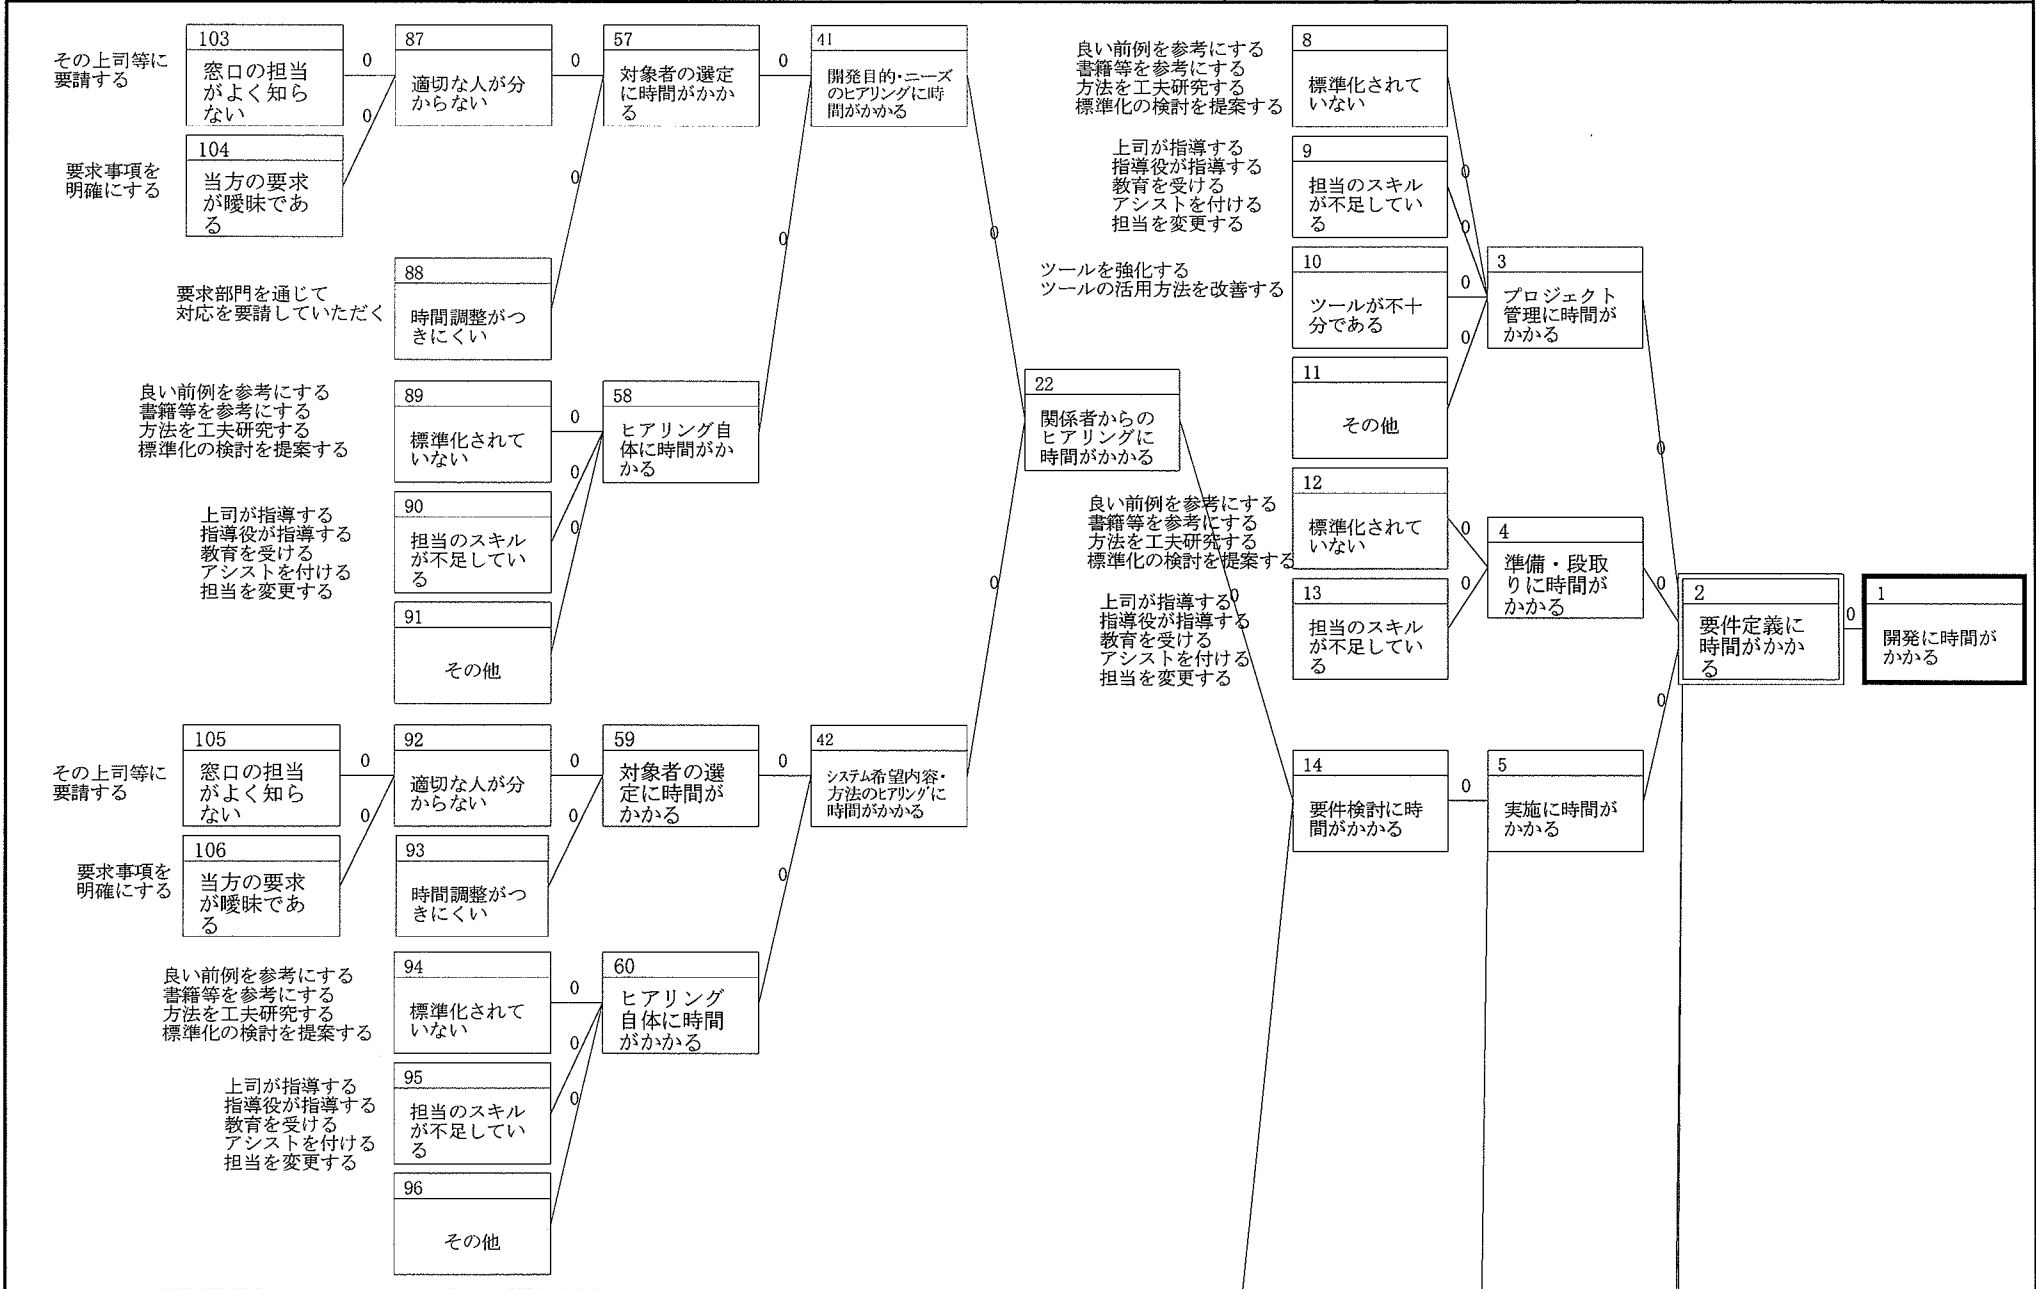 その上司等に
要請する
103
窓口の担当
がよく知ら
ない
0
87
適切な人が分
からない
0
57
対象者の選定
に時間がかか
る
0
41
開発目的・ニーズ
のヒアリングに時
間がかかる
0
要求事項を
明確にする
104
当方の要求
が曖昧であ
る
0
要求部門を通じて
対応を要請していただく
88
時間調整がつ
きにくい
0
0
良い前例を参考にする
書籍等を参考にする
方法を工夫研究する
標準化の検討を提案する
89
標準化されて
いない
0
58
ヒアリング自
体に時間がか
かる
0
0
上司が指導する
指導役が指導する
教育を受ける
アシストを付ける
担当を変更する
90
担当のスキル
が不足してい
る
91
その他
22
関係者からの
ヒアリングに
時間がかかる
0
0
その上司等に
要請する
105
窓口の担当
がよく知ら
ない
0
92
適切な人が分
からない
0
59
対象者の選
定に時間が
かかる
0
42
システム希望内容・
方法のヒアリングに
時間がかかる
要求事項を
明確にする
106
当方の要求
が曖昧であ
る
0
93
時間調整がつ
きにくい
0
0
良い前例を参考にする
書籍等を参考にする
方法を工夫研究する
標準化の検討を提案する
94
標準化されて
いない
0
60
ヒアリング
自体に時間
がかかる
0
0
上司が指導する
指導役が指導する
教育を受ける
アシストを付ける
担当を変更する
95
担当のスキル
が不足してい
る
96
その他
良い前例を参考にする
書籍等を参考にする
方法を工夫研究する
標準化の検討を提案する
8
標準化されて
いない
0
上司が指導する
指導役が指導する
教育を受ける
アシストを付ける
担当を変更する
9
担当のスキル
が不足してい
る
0
ツールを強化する
ツールの活用方法を改善する
10
ツールが不十
分である
0
3
プロジェクト
管理に時間が
かかる
0
11
その他
0
良い前例を参考にする
書籍等を参考にする
方法を工夫研究する
標準化の検討を提案する
12
標準化されて
いない
0
4
準備・段取
りに時間が
かかる
0
上司が指導する
指導役が指導する
教育を受ける
アシストを付ける
担当を変更する
13
担当のスキル
が不足してい
る
0
14
要件検討に時
間がかかる
0
5
実施に時間が
かかる
0
2
要件定義に
時間がかか
る
0
1
開発に時間が
かかる